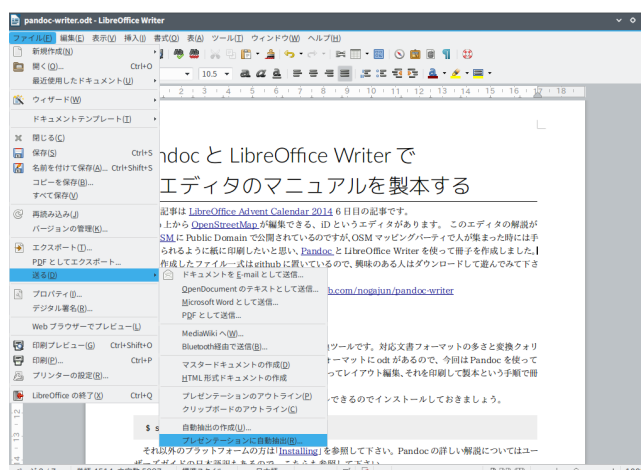 pandoc-writer.odt - LibreOffice Writer
ファイル(F) 編集(E) 表示(V) 挿入(I) 書式(O) 表(A) ツール(T) ウィンドウ(W) ヘルプ(H)
10.5
新規作成(N)
開く(O)... Ctrl+O
最近使用したドキュメント(U)
ウィザード(W)
ドキュメントテンプレート(T)
閉じる(C)
保存(S) Ctrl+S
名前を付けて保存(A)... Ctrl+Shift+S
コピーを保存(B)...
すべて保存(V)
再読み込み(J)
バージョンの管理(K)...
エクスポート(T)...
PDF としてエクスポート...
送る(D)
プロパティ(I)...
デジタル署名(R)...
Web ブラウザーでプレビュー(L)
印刷プレビュー(G) Ctrl+Shift+O
印刷(P)... Ctrl+P
プリンターの設定(R)...
LibreOffice の終了(X) Ctrl+Q
ドキュメントを E-mail として送信...
OpenDocument のテキストとして送信...
Microsoft Word として送信...
PDF として送信...
MediaWiki へ(W)...
Bluetooth経由で送信(B)...
マスタードキュメントの作成(D)
HTML 形式ドキュメントの作成
プレゼンテーションのアウトライン(P)
クリップボードのアウトライン(C)
自動抽出の作成(U)...
プレゼンテーションに自動抽出(R)...
1 2 3 4 5 6 7 8 9 10 11 12 13 14 15 16 17 18
ndoc と LibreOffice Writer で
エディタのマニュアルを製本する
記事は LibreOffice Advent Calendar 2014 6 日目の記事です。
上から OpenStreetMap が編集できる、iD というエディタがあります。 このエディタの解説が
SM に Public Domain で公開されているのですが、OSM マッピングパーティで人が集まった時には手
られるように紙に印刷したいと思い、Pandoc と LibreOffice Writer を使って冊子を作成しました。
作成したファイル一式は github に置いているので、興味のある人はダウンロードして遊んでみて下さ
b.com/nogajun/pandoc-writer
ツールです。対応文書フォーマットの多さと変換クォリ
ーマットに odt があるので、今回は Pandoc を使って
ってレイアウト編集、それを印刷して製本という手順で冊
できるのでインストールしておきましょう。
$ s
それ以外のプラットフォームの方は「Installing」を参照して下さい。Pandoc の詳しい解説については